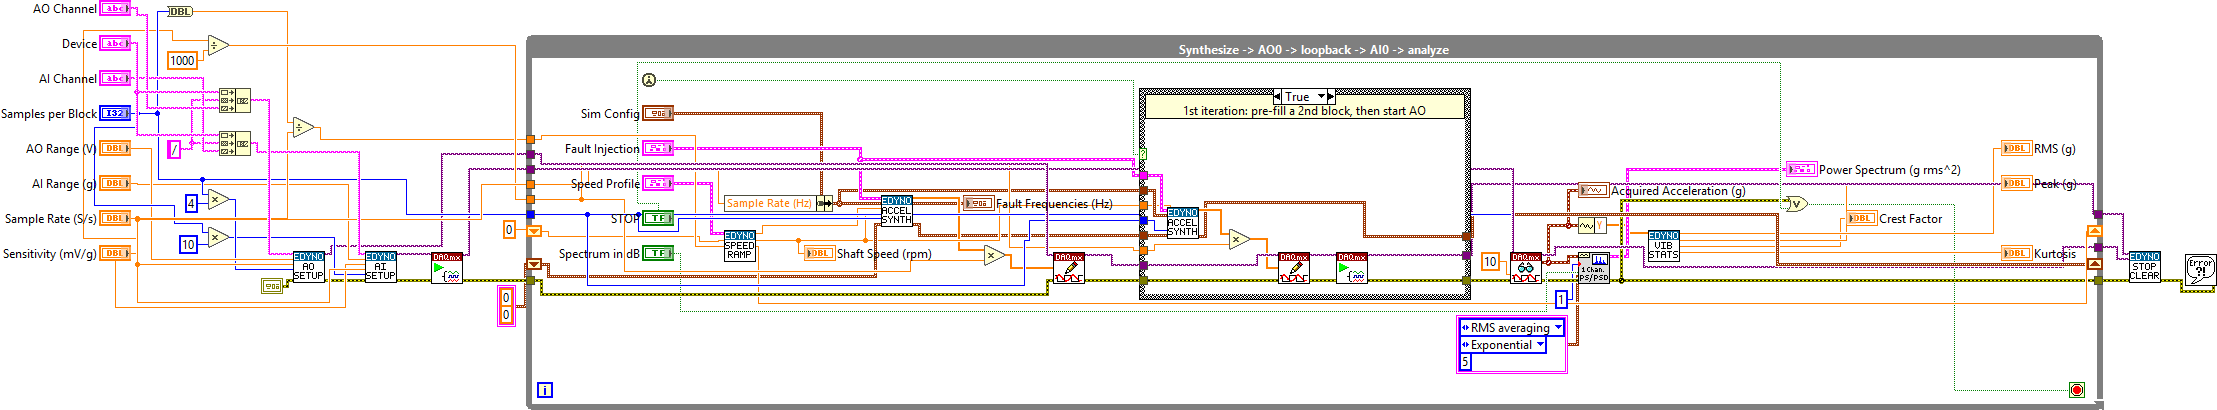 AO Channel
abc
DBL
Device
abc
1000
AI Channel
abc
Samples per Block
I32
AO Range (V)
DBL
/
AI Range (g)
DBL
4
Sample Rate (S/s)
DBL
10
Sensitivity (mV/g)
DBL
EDYNO
AO
SETUP
EDYNO
AI
SETUP
DAQmx
0
0
0
Synthesize -> AO0 -> loopback -> AI0 -> analyze
Sim Config
Fault Injection
Speed Profile
STOP
TF
Spectrum in dB
TF
Sample Rate (Hz)
EDYNO
SPEED
RAMP
EDYNO
ACCEL
SYNTH
Fault Frequencies (Hz)
DBL
Shaft Speed (rpm)
DAQmx
True
1st iteration: pre-fill a 2nd block, then start AO
EDYNO
ACCEL
SYNTH
DAQmx
DAQmx
10
DAQmx
1 Chan.
PS/PSD
1
RMS averaging
Exponential
5
Acquired Acceleration (g)
Y
EDYNO
VIB
STATS
Power Spectrum (g rms^2)
V
DBL
Crest Factor
DBL
RMS (g)
DBL
Peak (g)
DBL
Kurtosis
i
EDYNO
STOP
CLEAR
Error
?!